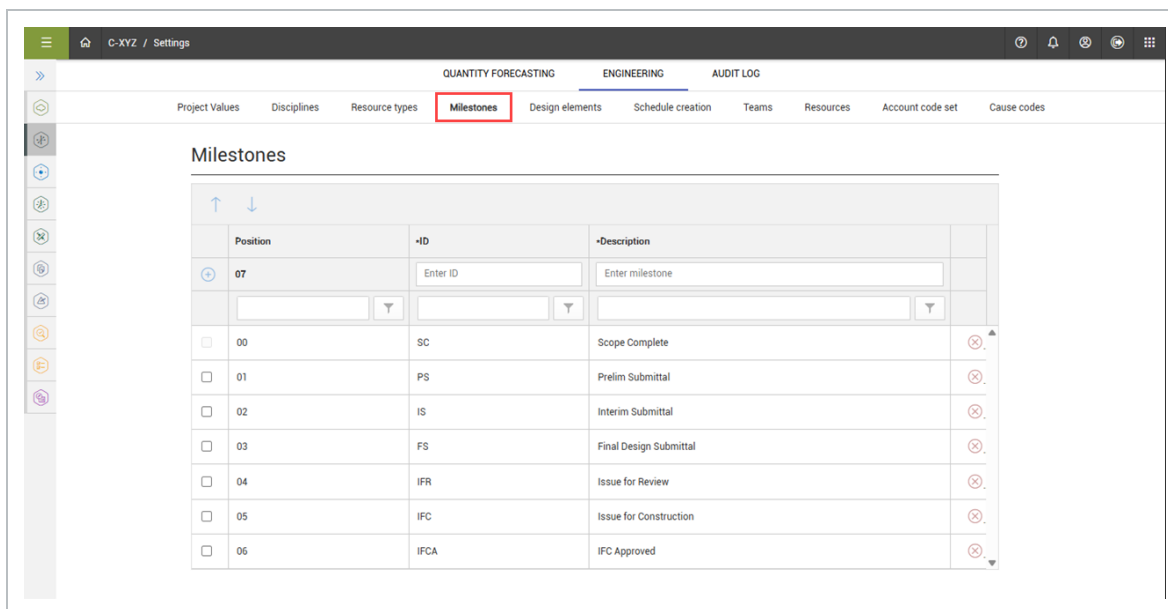 C-XYZ / Settings
QUANTITY FORECASTING ENGINEERING AUDIT LOG
Project Values Disciplines Resource types Milestones Design elements Schedule creation Teams Resources Account code set Cause codes
Milestones
Position *ID *Description
07 Enter ID Enter milestone
00 SC Scope Complete
01 PS Prelim Submittal
02 IS Interim Submittal
03 FS Final Design Submittal
04 IFR Issue for Review
05 IFC Issue for Construction
06 IFCA IFC Approved